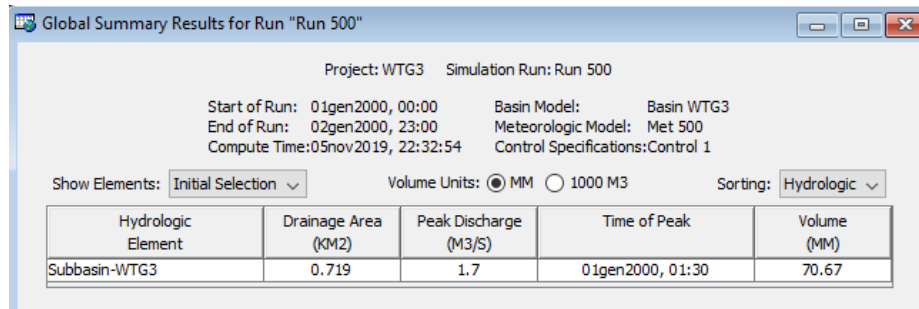 Global Summary Results for Run "Run 500"
Project: WTG3 Simulation Run: Run 500
Start of Run: 01gen2000, 00:00 Basin Model: Basin WTG3
End of Run: 02gen2000, 23:00 Meteorologic Model: Met 500
Compute Time:05nov2019, 22:32:54 Control Specifications:Control 1
Show Elements: Initial Selection Volume Units: MM 1000 M3 Sorting: Hydrologic
Hydrologic Drainage Area Peak Discharge Time of Peak Volume
Element (KM2) (M3/S) (MM)
Subbasin-WTG3 0.719 1.7 01gen2000, 01:30 70.67